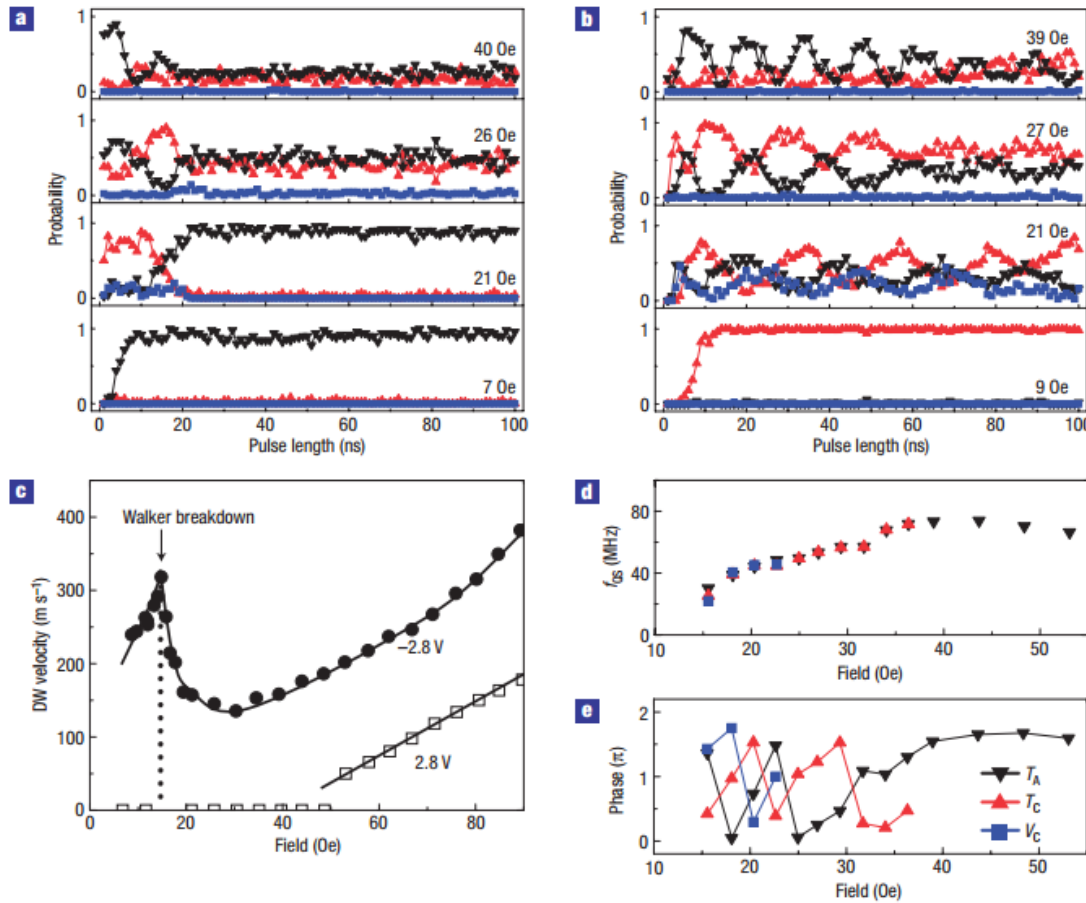 a
1
0
40 Oe
1
0
26 Oe
1
0
21 Oe
1
0
7 Oe
0 20 40 60 80 100
Pulse length (ns)
Probability
b
1
0
39 Oe
1
0
27 Oe
1
0
21 Oe
1
0
9 Oe
0 20 40 60 80 100
Pulse length (ns)
Probability
c
400
300
200
100
0
DW velocity (m s⁻¹)
Walker breakdown
−2.8 V
2.8 V
0 20 40 60 80
Field (Oe)
d
80
40
0
fOS (MHz)
10 20 30 40 50
Field (Oe)
e
2
1
0
Phase (π)
TA
TC
VC
10 20 30 40 50
Field (Oe)